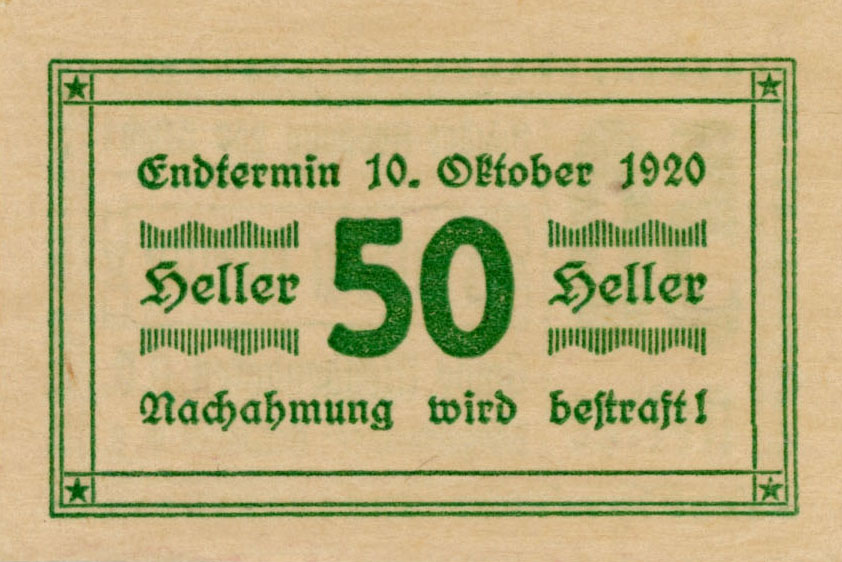 Endtermin 10. Oktober 1920
Heller 50 Heller
Nachahmung wird bestraft!